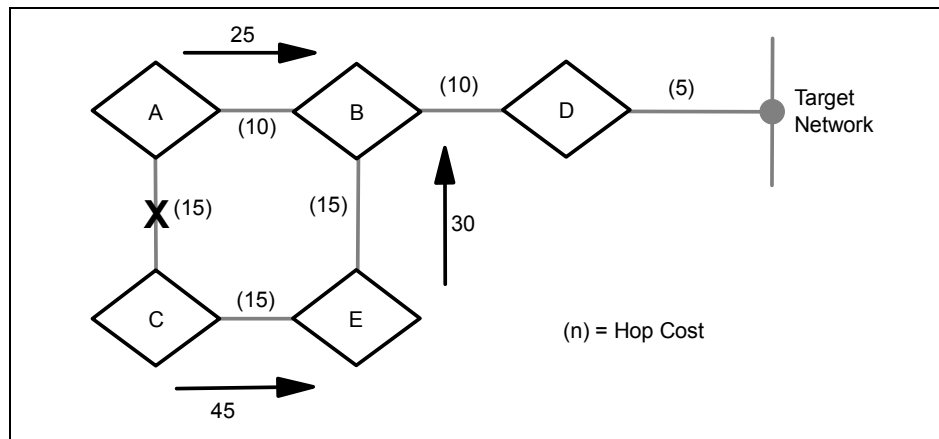 25
A
(10)
B
(10)
D
(5)
Target
Network
X
(15)
(15)
30
C
(15)
E
(n) = Hop Cost
45